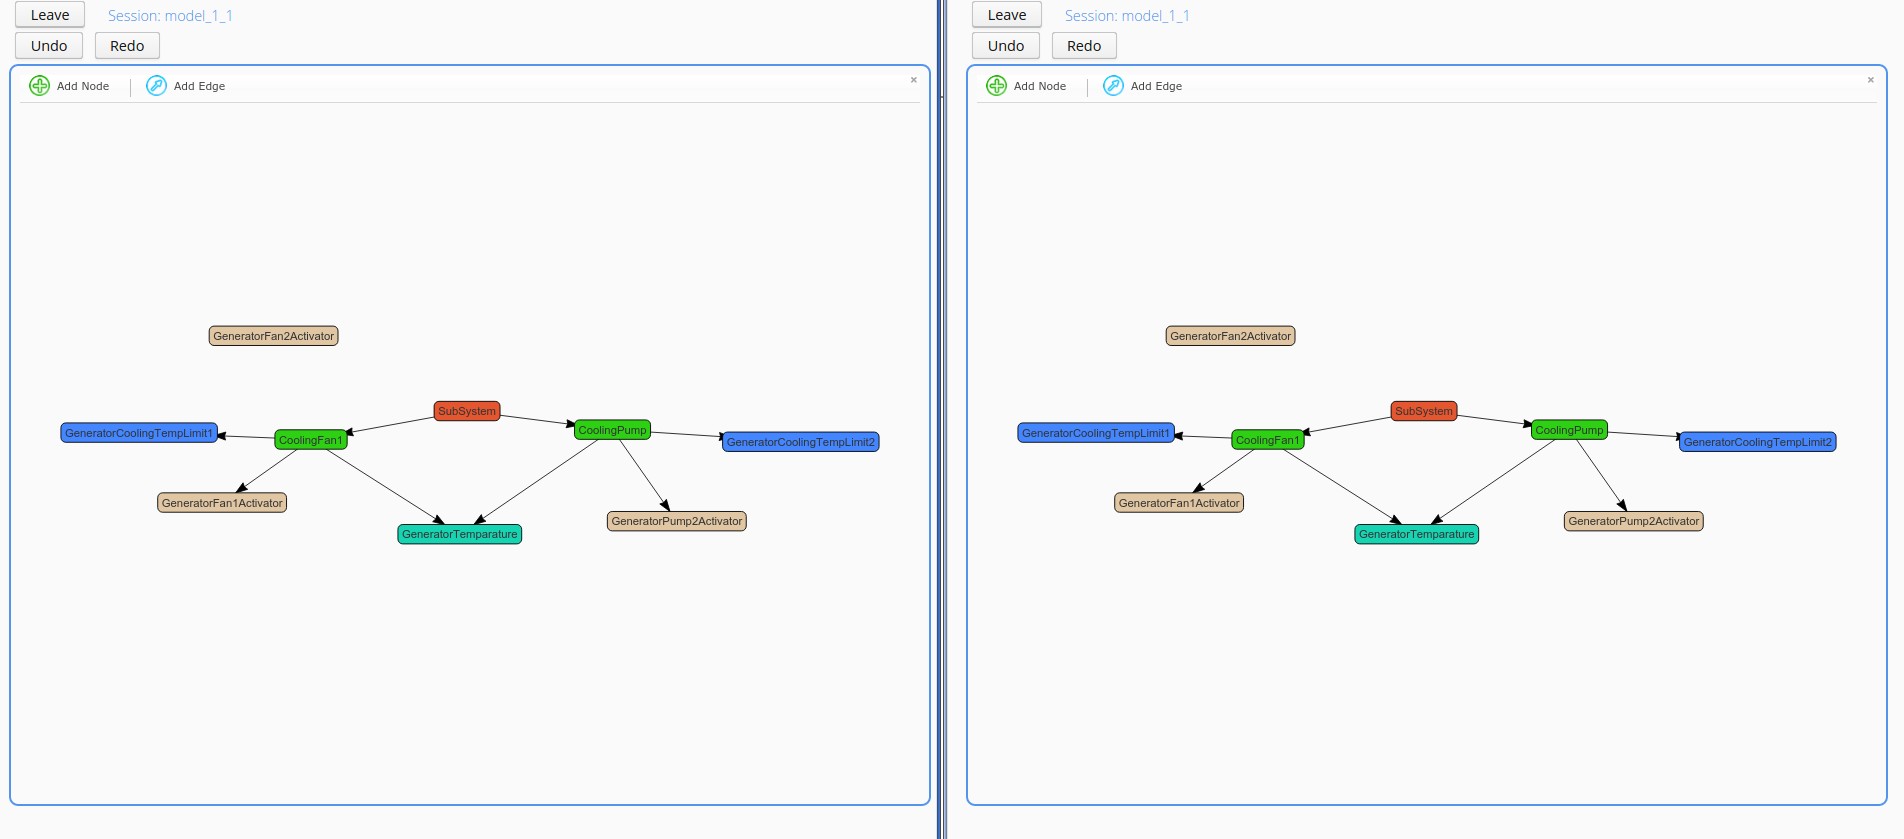 Leave
Session: model_1_1
Undo
Redo
Add Node
Add Edge
×
GeneratorFan2Activator
SubSystem
CoolingPump
GeneratorCoolingTempLimit1
CoolingFan1
GeneratorCoolingTempLimit2
GeneratorFan1Activator
GeneratorPump2Activator
GeneratorTemparature
Leave
Session: model_1_1
Undo
Redo
Add Node
Add Edge
×
GeneratorFan2Activator
SubSystem
CoolingPump
GeneratorCoolingTempLimit1
CoolingFan1
GeneratorCoolingTempLimit2
GeneratorFan1Activator
GeneratorPump2Activator
GeneratorTemparature